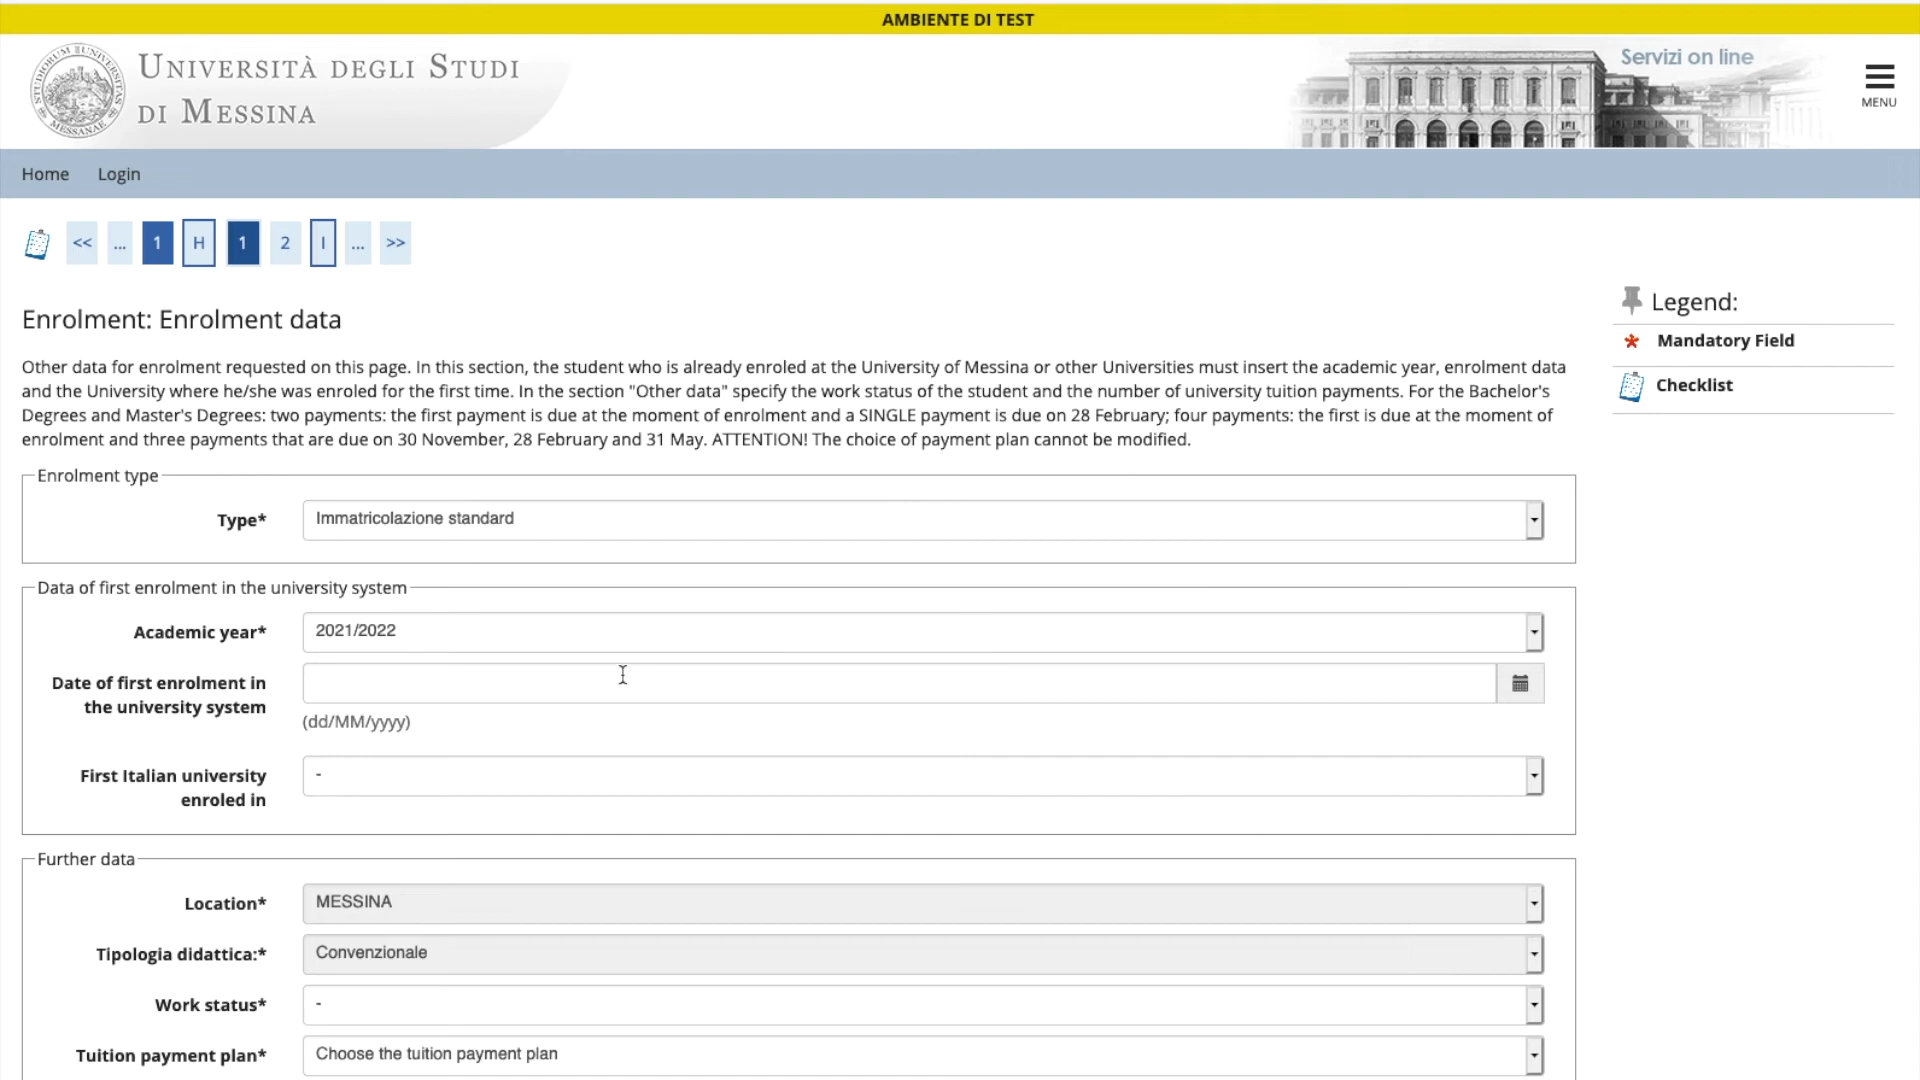 AMBIENTE DI TEST
UNIVERSITÀ DEGLI STUDI
DI MESSINA
Servizi on line
MENU
Home Login
<< ... 1 H 1 2 I ... >>
Enrolment: Enrolment data
Other data for enrolment requested on this page. In this section, the student who is already enroled at the University of Messina or other Universities must insert the academic year, enrolment data
and the University where he/she was enroled for the first time. In the section "Other data" specify the work status of the student and the number of university tuition payments. For the Bachelor's
Degrees and Master's Degrees: two payments: the first payment is due at the moment of enrolment and a SINGLE payment is due on 28 February; four payments: the first is due at the moment of
enrolment and three payments that are due on 30 November, 28 February and 31 May. ATTENTION! The choice of payment plan cannot be modified.
Legend:
Mandatory Field
Checklist
Enrolment type
Type* Immatricolazione standard
Data of first enrolment in the university system
Academic year* 2021/2022
Date of first enrolment in
the university system
(dd/MM/yyyy)
First Italian university -
enroled in
Further data
Location* MESSINA
Tipologia didattica:* Convenzionale
Work status* -
Tuition payment plan* Choose the tuition payment plan